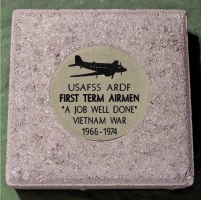 USAFSS ARDF
FIRST TERM AIRMEN
"A JOB WELL DONE"
VIETNAM WAR
1966-1974